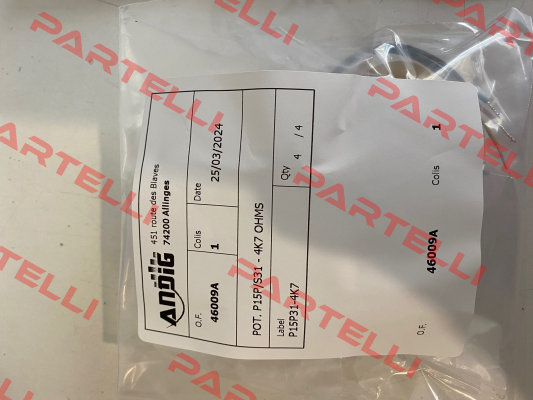 ANDIG
451 route des Blaves
74200 Allinges
O.F.
46009A
Colis
1
Date
25/03/2024
POT. P15P/S31 - 4K7 OHMS
Label
P15P31-4K7
Qty
4 / 4
O.F.
46009A
Colis
1
PARTELLI
PARTELLI
PARTELLI
PARTELLI
PARTELLI
PARTELLI